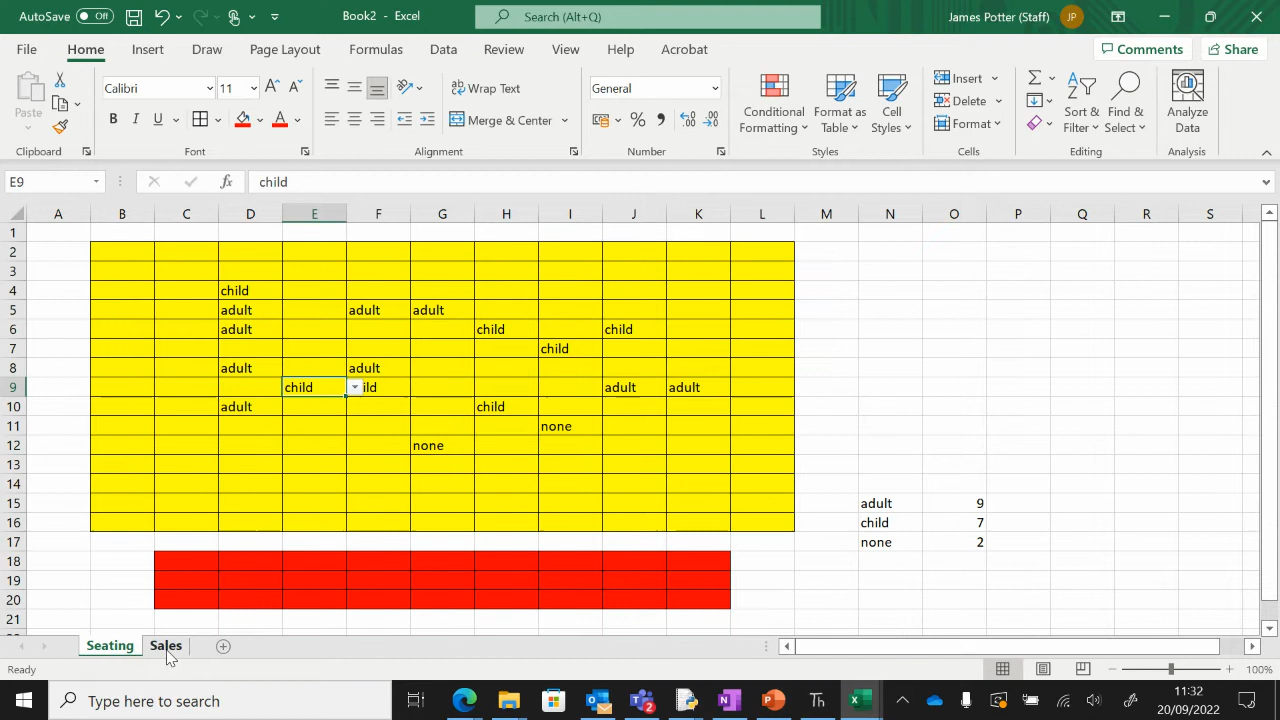 AutoSave Off Book2 - Excel Search (Alt+Q) James Potter (Staff) JP
File Home Insert Draw Page Layout Formulas Data Review View Help Acrobat Comments Share
Paste Calibri 11 Wrap Text Merge & Center General Conditional Formatting Format as Table Cell Styles Insert Delete Format Sort & Filter Find & Select Analyze Data
Clipboard Font Alignment Number Styles Cells Editing Analysis
E9 child
A B C D E F G H I J K L M N O P Q R S
1
2
3
4 child
5 adult adult adult
6 adult child child
7 child
8 adult adult
9 child ild adult adult
10 adult child
11 none
12 none
13
14
15 adult 9
16 child 7
17 none 2
18
19
20
21
Seating Sales
Ready 100%
Type here to search 11:32
20/09/2022